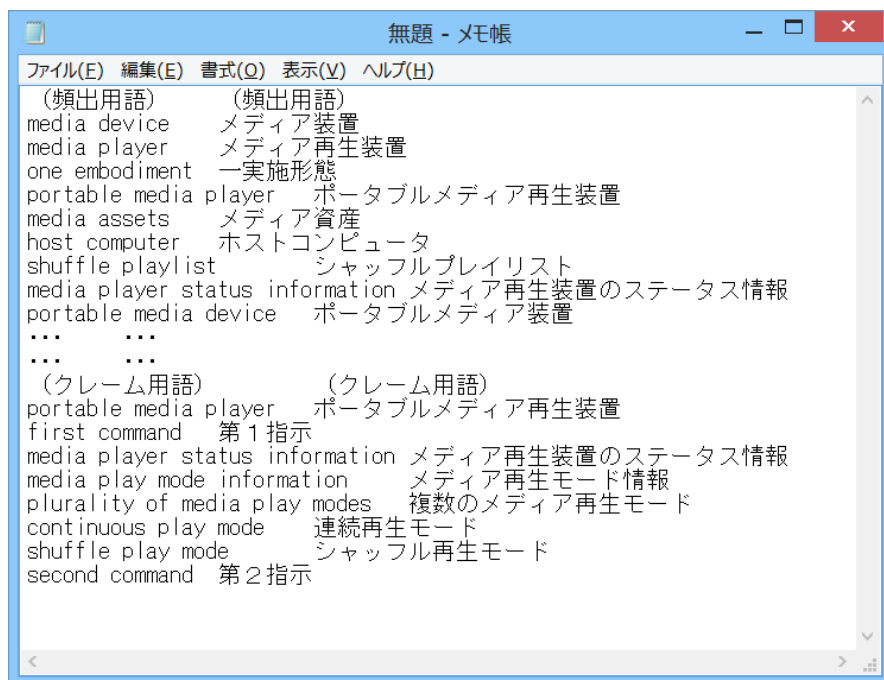 無題 - メモ帳
ファイル(F) 編集(E) 書式(O) 表示(V) ヘルプ(H)
（頻出用語） （頻出用語）
media device メディア装置
media player メディア再生装置
one embodiment 一実施形態
portable media player ポータブルメディア再生装置
media assets メディア資産
host computer ホストコンピュータ
shuffle playlist シャッフルプレイリスト
media player status information メディア再生装置のステータス情報
portable media device ポータブルメディア装置
… …
… …
（クレーム用語） （クレーム用語）
portable media player ポータブルメディア再生装置
first command 第１指示
media player status information メディア再生装置のステータス情報
media play mode information メディア再生モード情報
plurality of media play modes 複数のメディア再生モード
continuous play mode 連続再生モード
shuffle play mode シャッフル再生モード
second command 第２指示